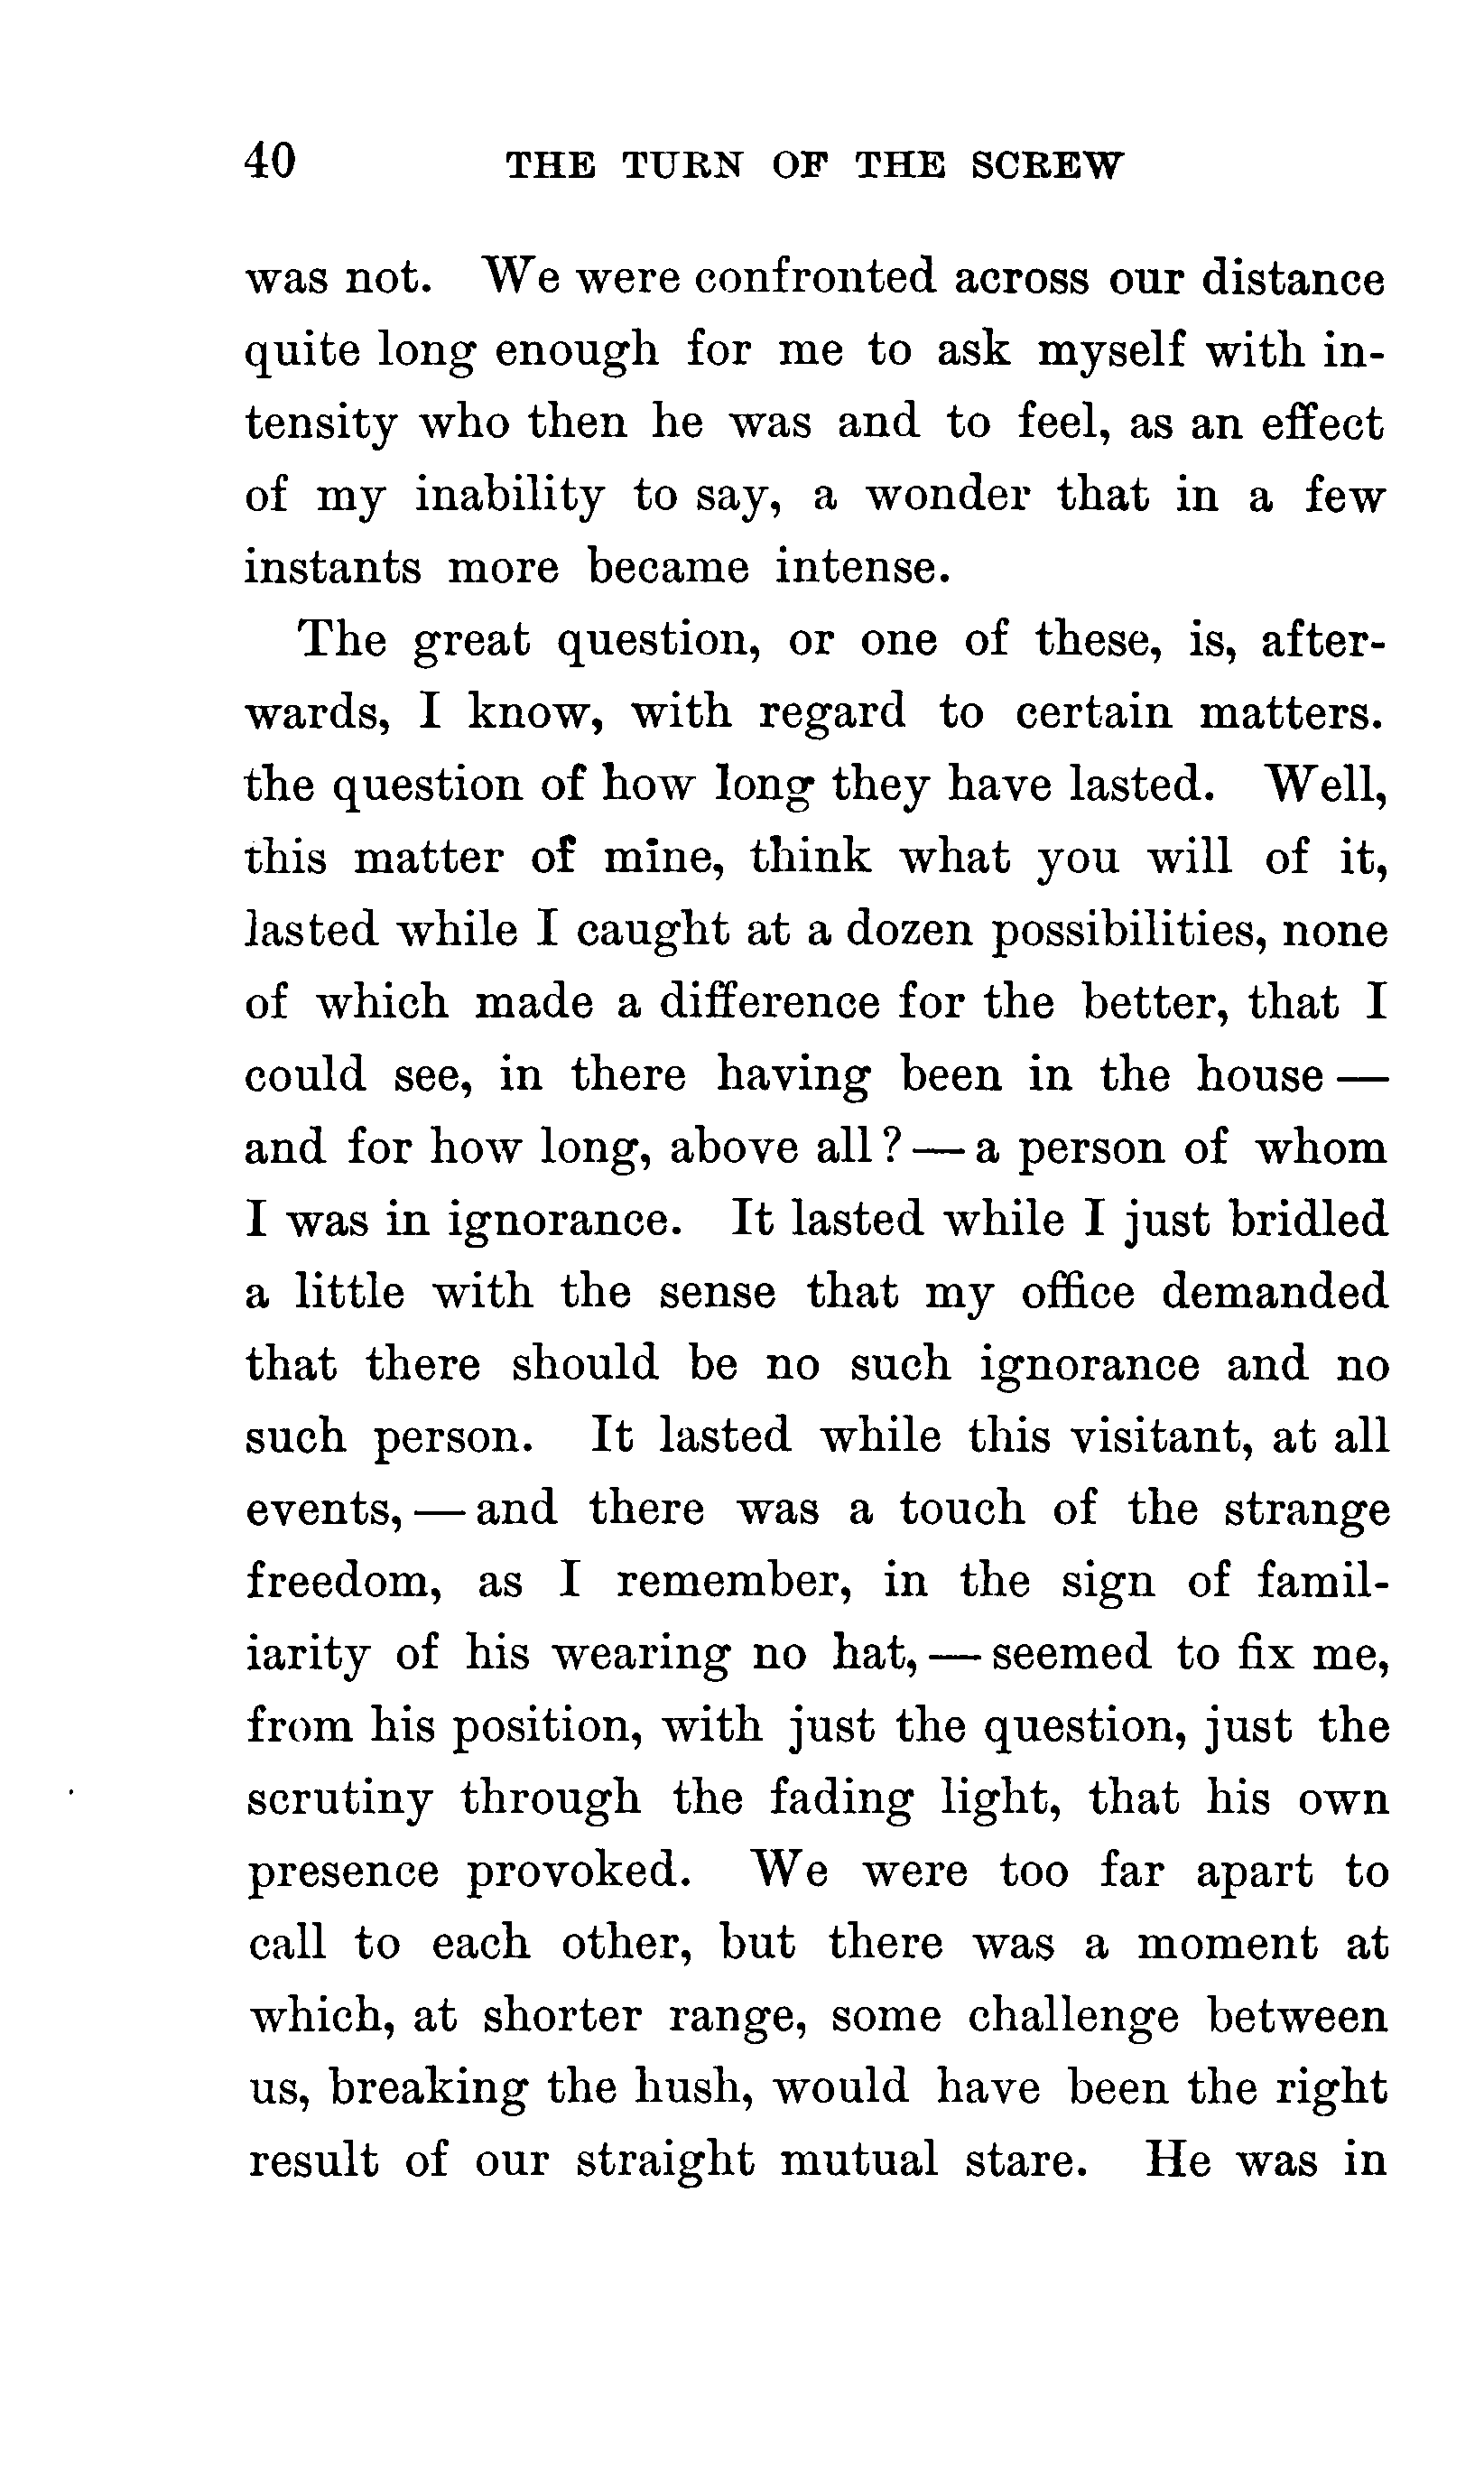 40 THE TURN OF THE SCREW
was not. We were confronted across our distance
quite long enough for me to ask myself with in-
tensity who then he was and to feel, as an effect
of my inability to say, a wonder that in a few
instants more became intense.
The great question, or one of these, is, after-
wards, I know, with regard to certain matters.
the question of how long they have lasted. Well,
this matter of mine, think what you will of it,
lasted while I caught at a dozen possibilities, none
of which made a difference for the better, that I
could see, in there having been in the house —
and for how long, above all ? — a person of whom
I was in ignorance. It lasted while I just bridled
a little with the sense that my office demanded
that there should be no such ignorance and no
such person. It lasted while this visitant, at all
events, — and there was a touch of the strange
freedom, as I remember, in the sign of famil-
iarity of his wearing no hat, — seemed to fix me,
from his position, with just the question, just the
scrutiny through the fading light, that his own
presence provoked. We were too far apart to
call to each other, but there was a moment at
which, at shorter range, some challenge between
us, breaking the hush, would have been the right
result of our straight mutual stare. He was in